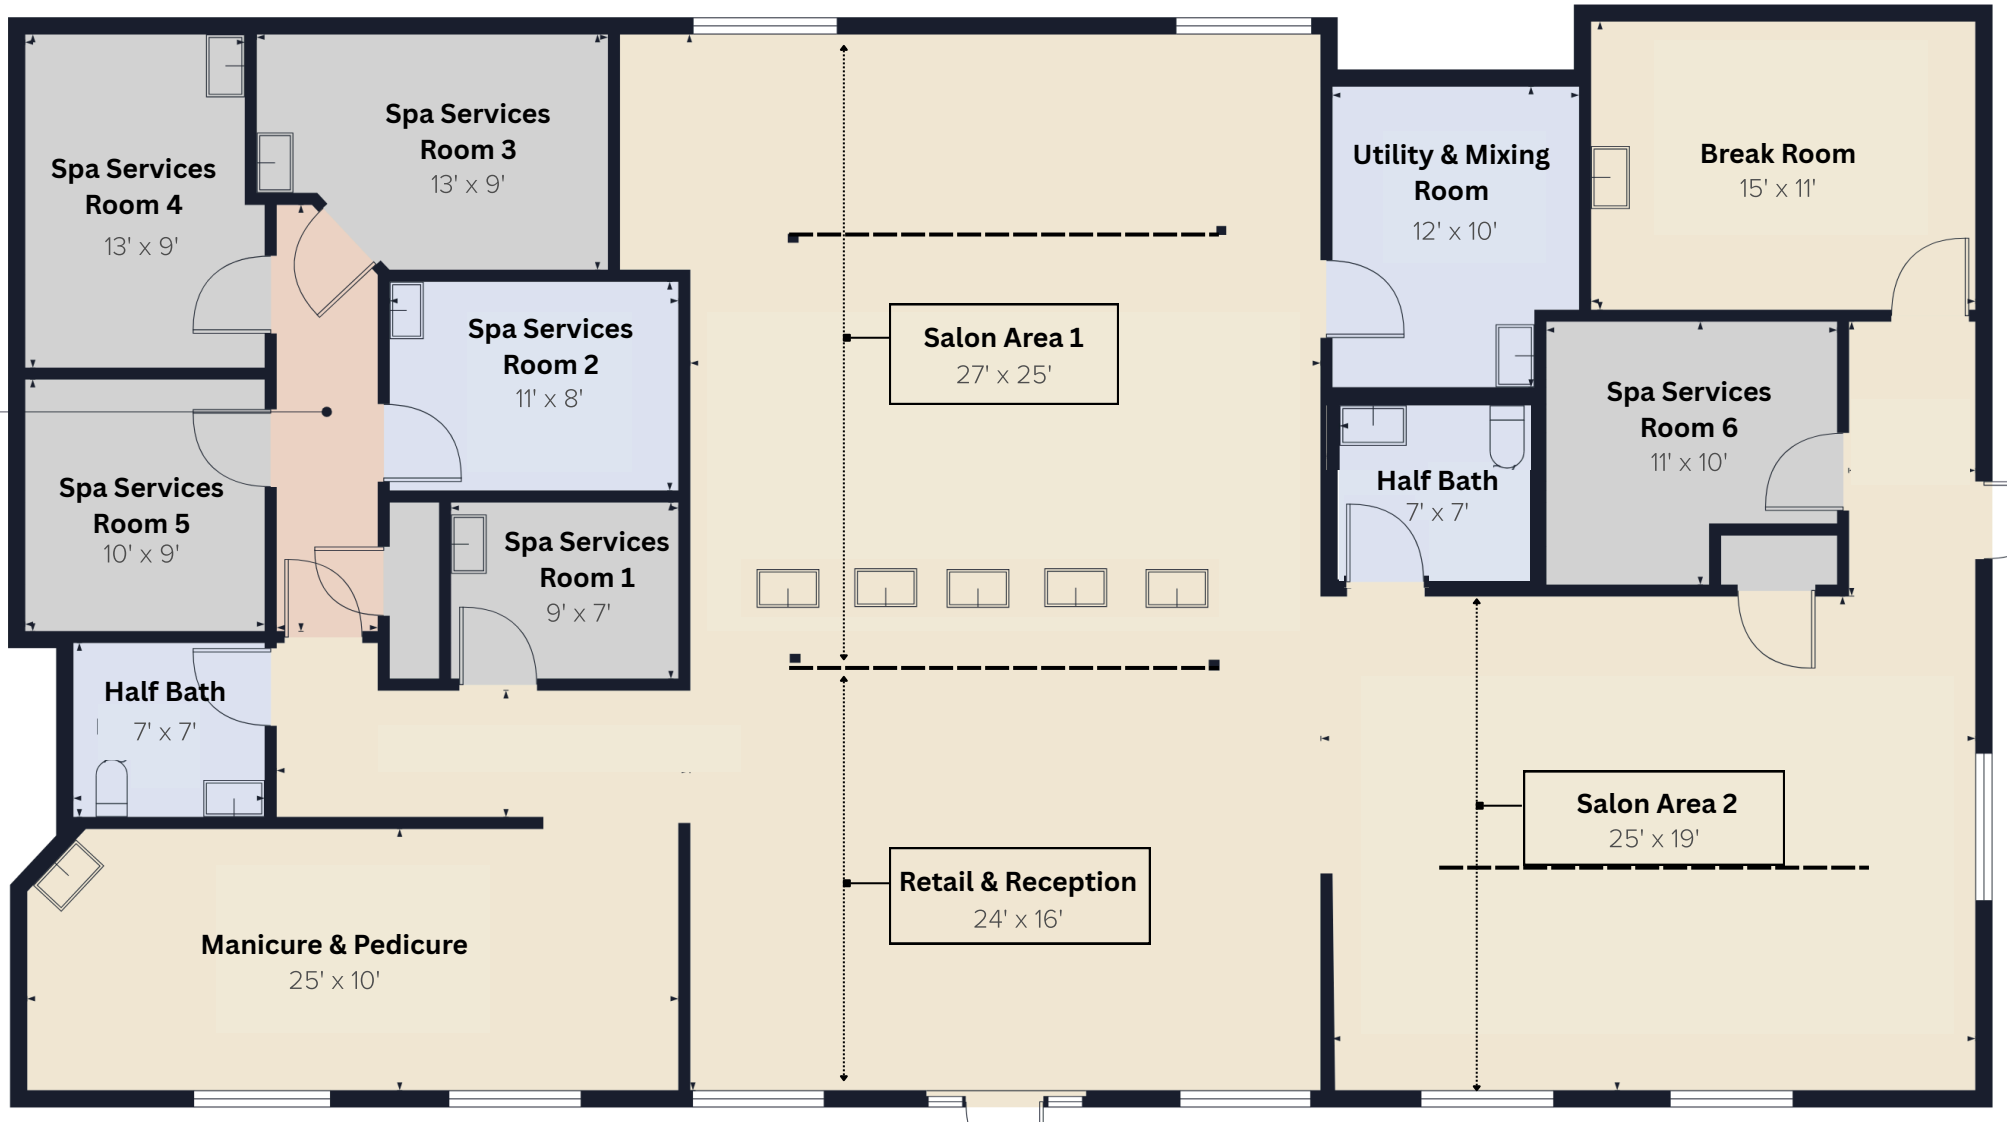 Spa Services
Room 4
13' x 9'
Spa Services
Room 3
13' x 9'
Utility & Mixing
Room
12' x 10'
Break Room
15' x 11'
Spa Services
Room 2
11' x 8'
Salon Area 1
27' x 25'
Spa Services
Room 6
11' x 10'
Spa Services
Room 5
10' x 9'
Spa Services
Room 1
9' x 7'
Half Bath
7' x 7'
Half Bath
7' x 7'
Salon Area 2
25' x 19'
Retail & Reception
24' x 16'
Manicure & Pedicure
25' x 10'